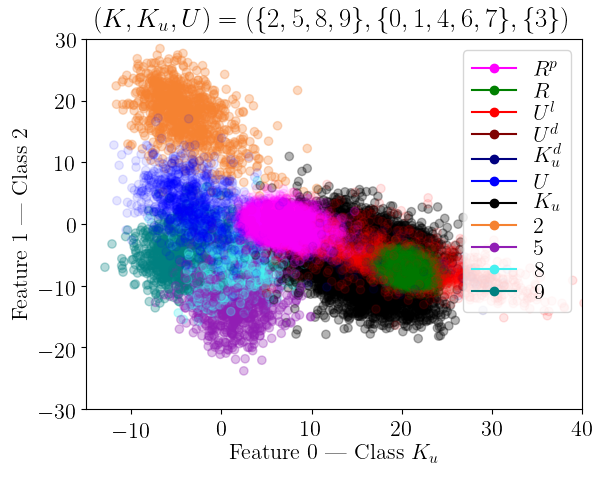 (K, K_u, U) = ({2, 5, 8, 9}, {0, 1, 4, 6, 7}, {3})
30
20
10
0
−10
−20
−30
Feature 1 — Class 2
R^p
R
U^l
U^d
K_u^d
U
K_u
2
5
8
9
−10
0
10
20
30
40
Feature 0 — Class K_u